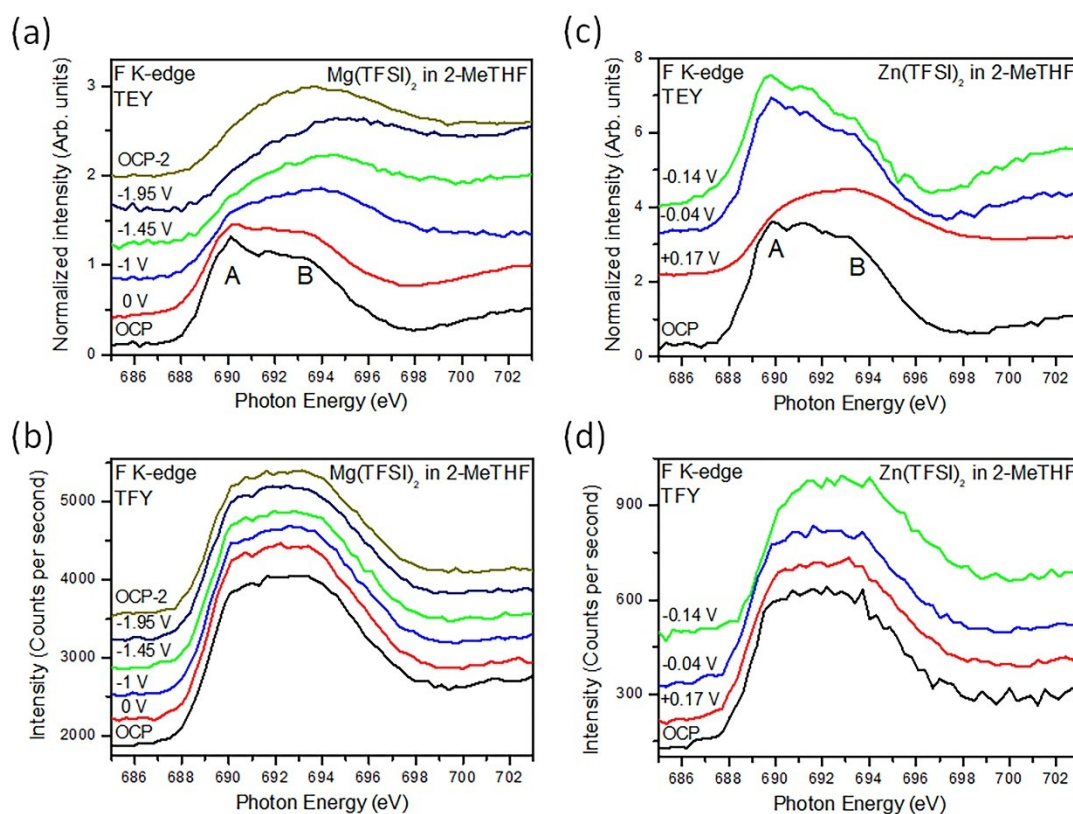 (a)
F K-edge
TEY
Mg(TFSI)₂ in 2-MeTHF
Normalized intensity (Arb. units)
3
2
1
0
OCP-2
-1.95 V
-1.45 V
-1 V
0 V
OCP
A
B
686 688 690 692 694 696 698 700 702
Photon Energy (eV)
(c)
F K-edge
TEY
Zn(TFSI)₂ in 2-MeTHF
Normalized intensity (Arb. units)
8
6
4
2
0
-0.14 V
-0.04 V
+0.17 V
OCP
A
B
686 688 690 692 694 696 698 700 702
Photon Energy (eV)
(b)
F K-edge
TFY
Mg(TFSI)₂ in 2-MeTHF
Intensity (Counts per second)
5000
4000
3000
2000
OCP-2
-1.95 V
-1.45 V
-1 V
0 V
OCP
686 688 690 692 694 696 698 700 702
Photon Energy (eV)
(d)
F K-edge
TFY
Zn(TFSI)₂ in 2-MeTHF
Intensity (Counts per second)
900
600
300
-0.14 V
-0.04 V
+0.17 V
OCP
686 688 690 692 694 696 698 700 702
Photon Energy (eV)